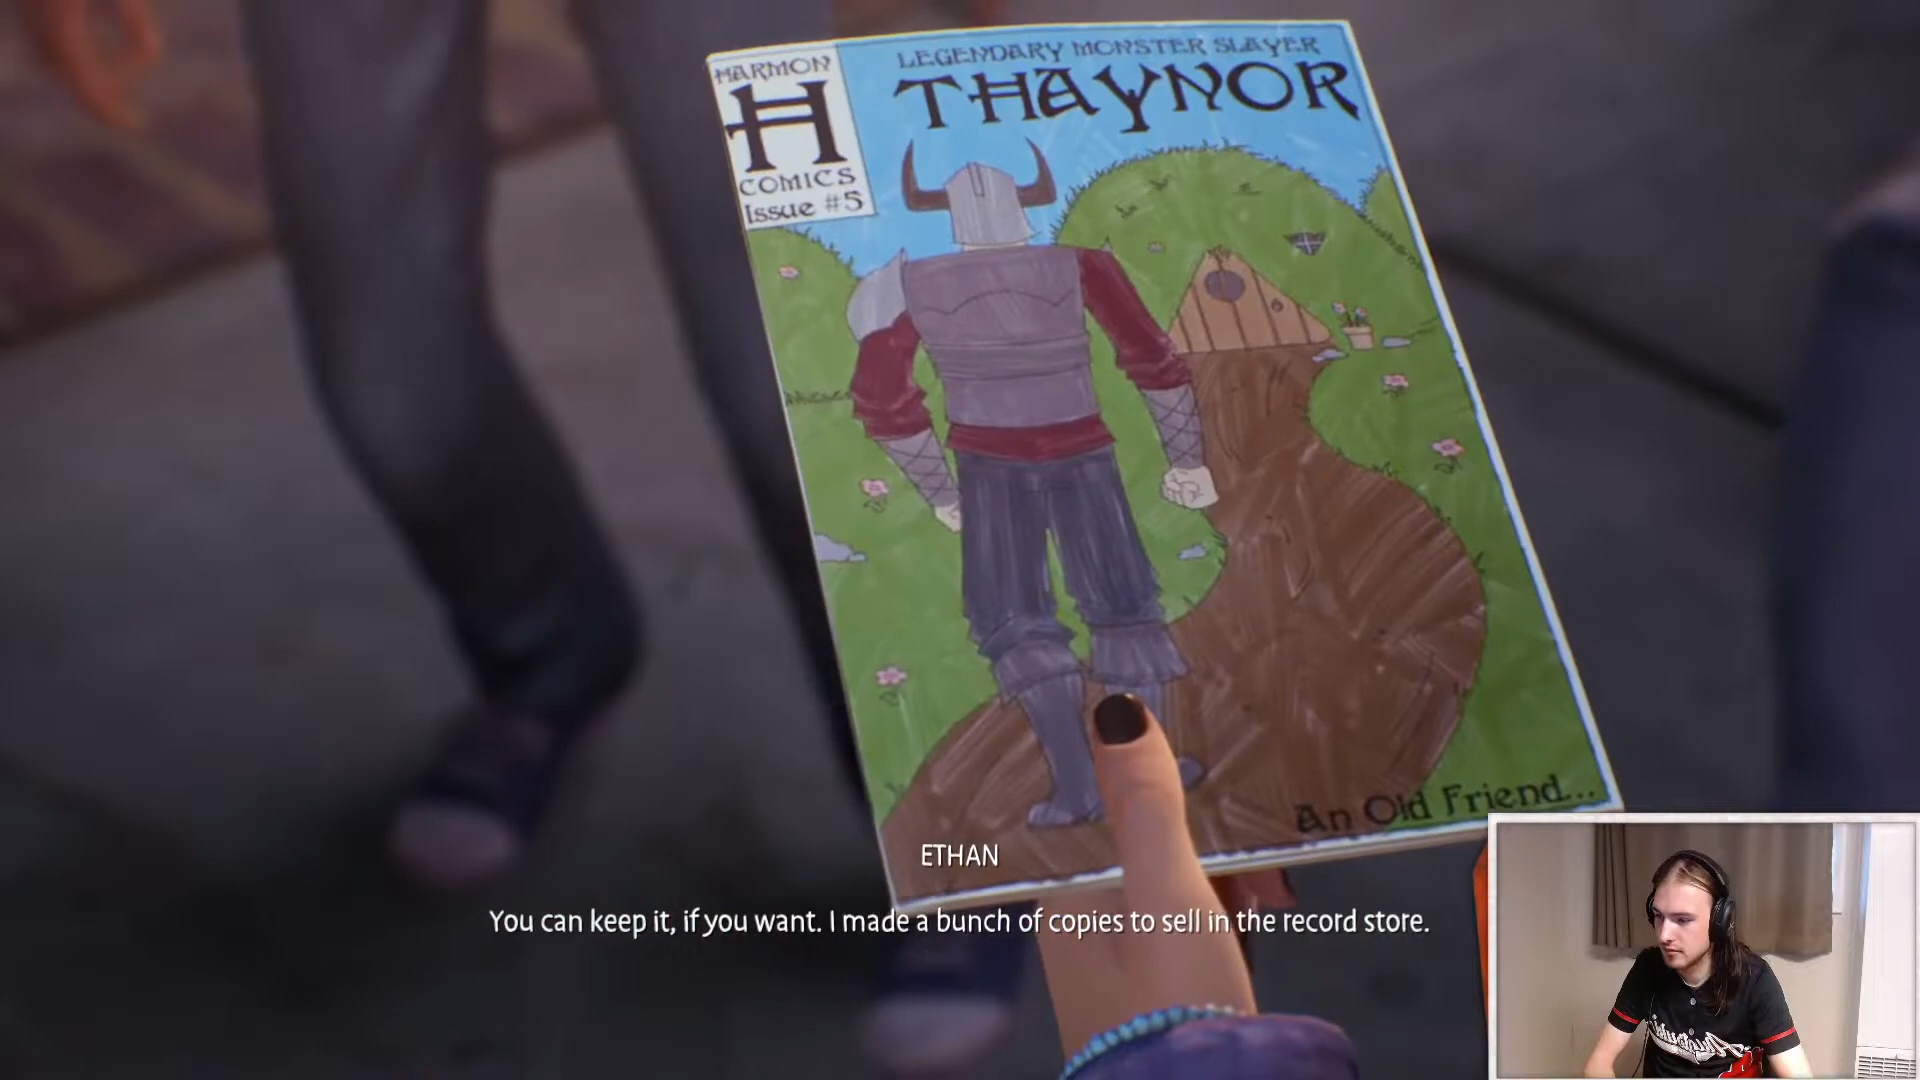 HARMON
H
COMICS
Issue #5
LEGENDARY MONSTER SLAYER
THAYNOR
An Old Friend...
ETHAN
You can keep it, if you want. I made a bunch of copies to sell in the record store.